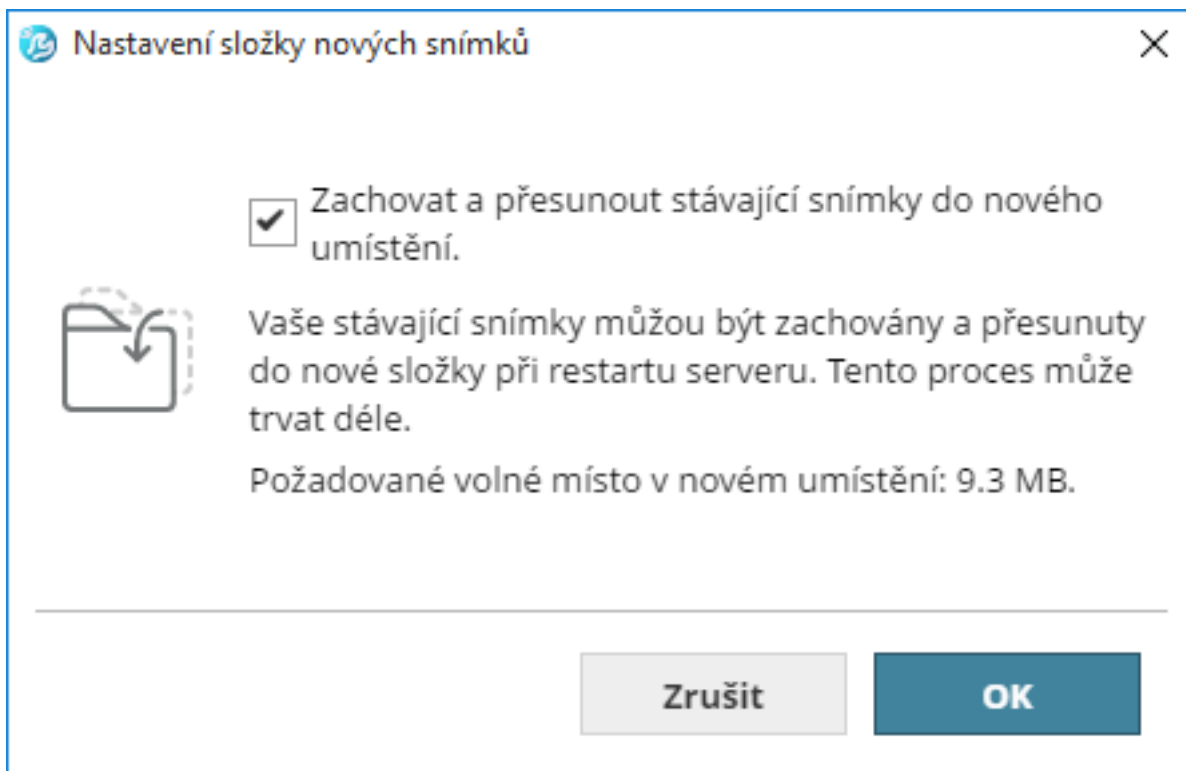 Nastavení složky nových snímků
Zachovat a přesunout stávající snímky do nového
umístění.
Vaše stávající snímky můžou být zachovány a přesunuty
do nové složky při restartu serveru. Tento proces může
trvat déle.
Požadované volné místo v novém umístění: 9.3 MB.
Zrušit
OK